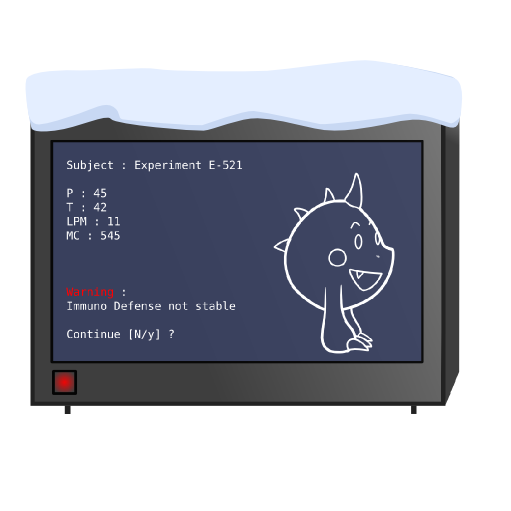 Subject : Experiment E-521
P : 45
T : 42
LPM : 11
MC : 545
Warning :
Immuno Defense not stable
Continue [N/y] ?